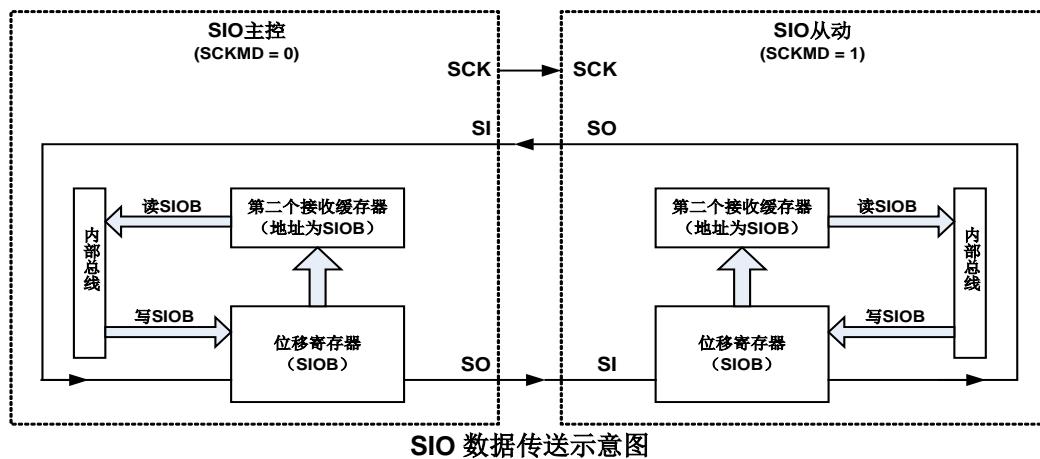 SIO主控
(SCKMD = 0)
SIO从动
(SCKMD = 1)
SCK
SCK
SI
SO
读SIOB
第二个接收缓存器
（地址为SIOB）
第二个接收缓存器
（地址为SIOB）
读SIOB
内部总线
内部总线
写SIOB
位移寄存器
（SIOB）
位移寄存器
（SIOB）
写SIOB
SO
SI
SIO 数据传送示意图